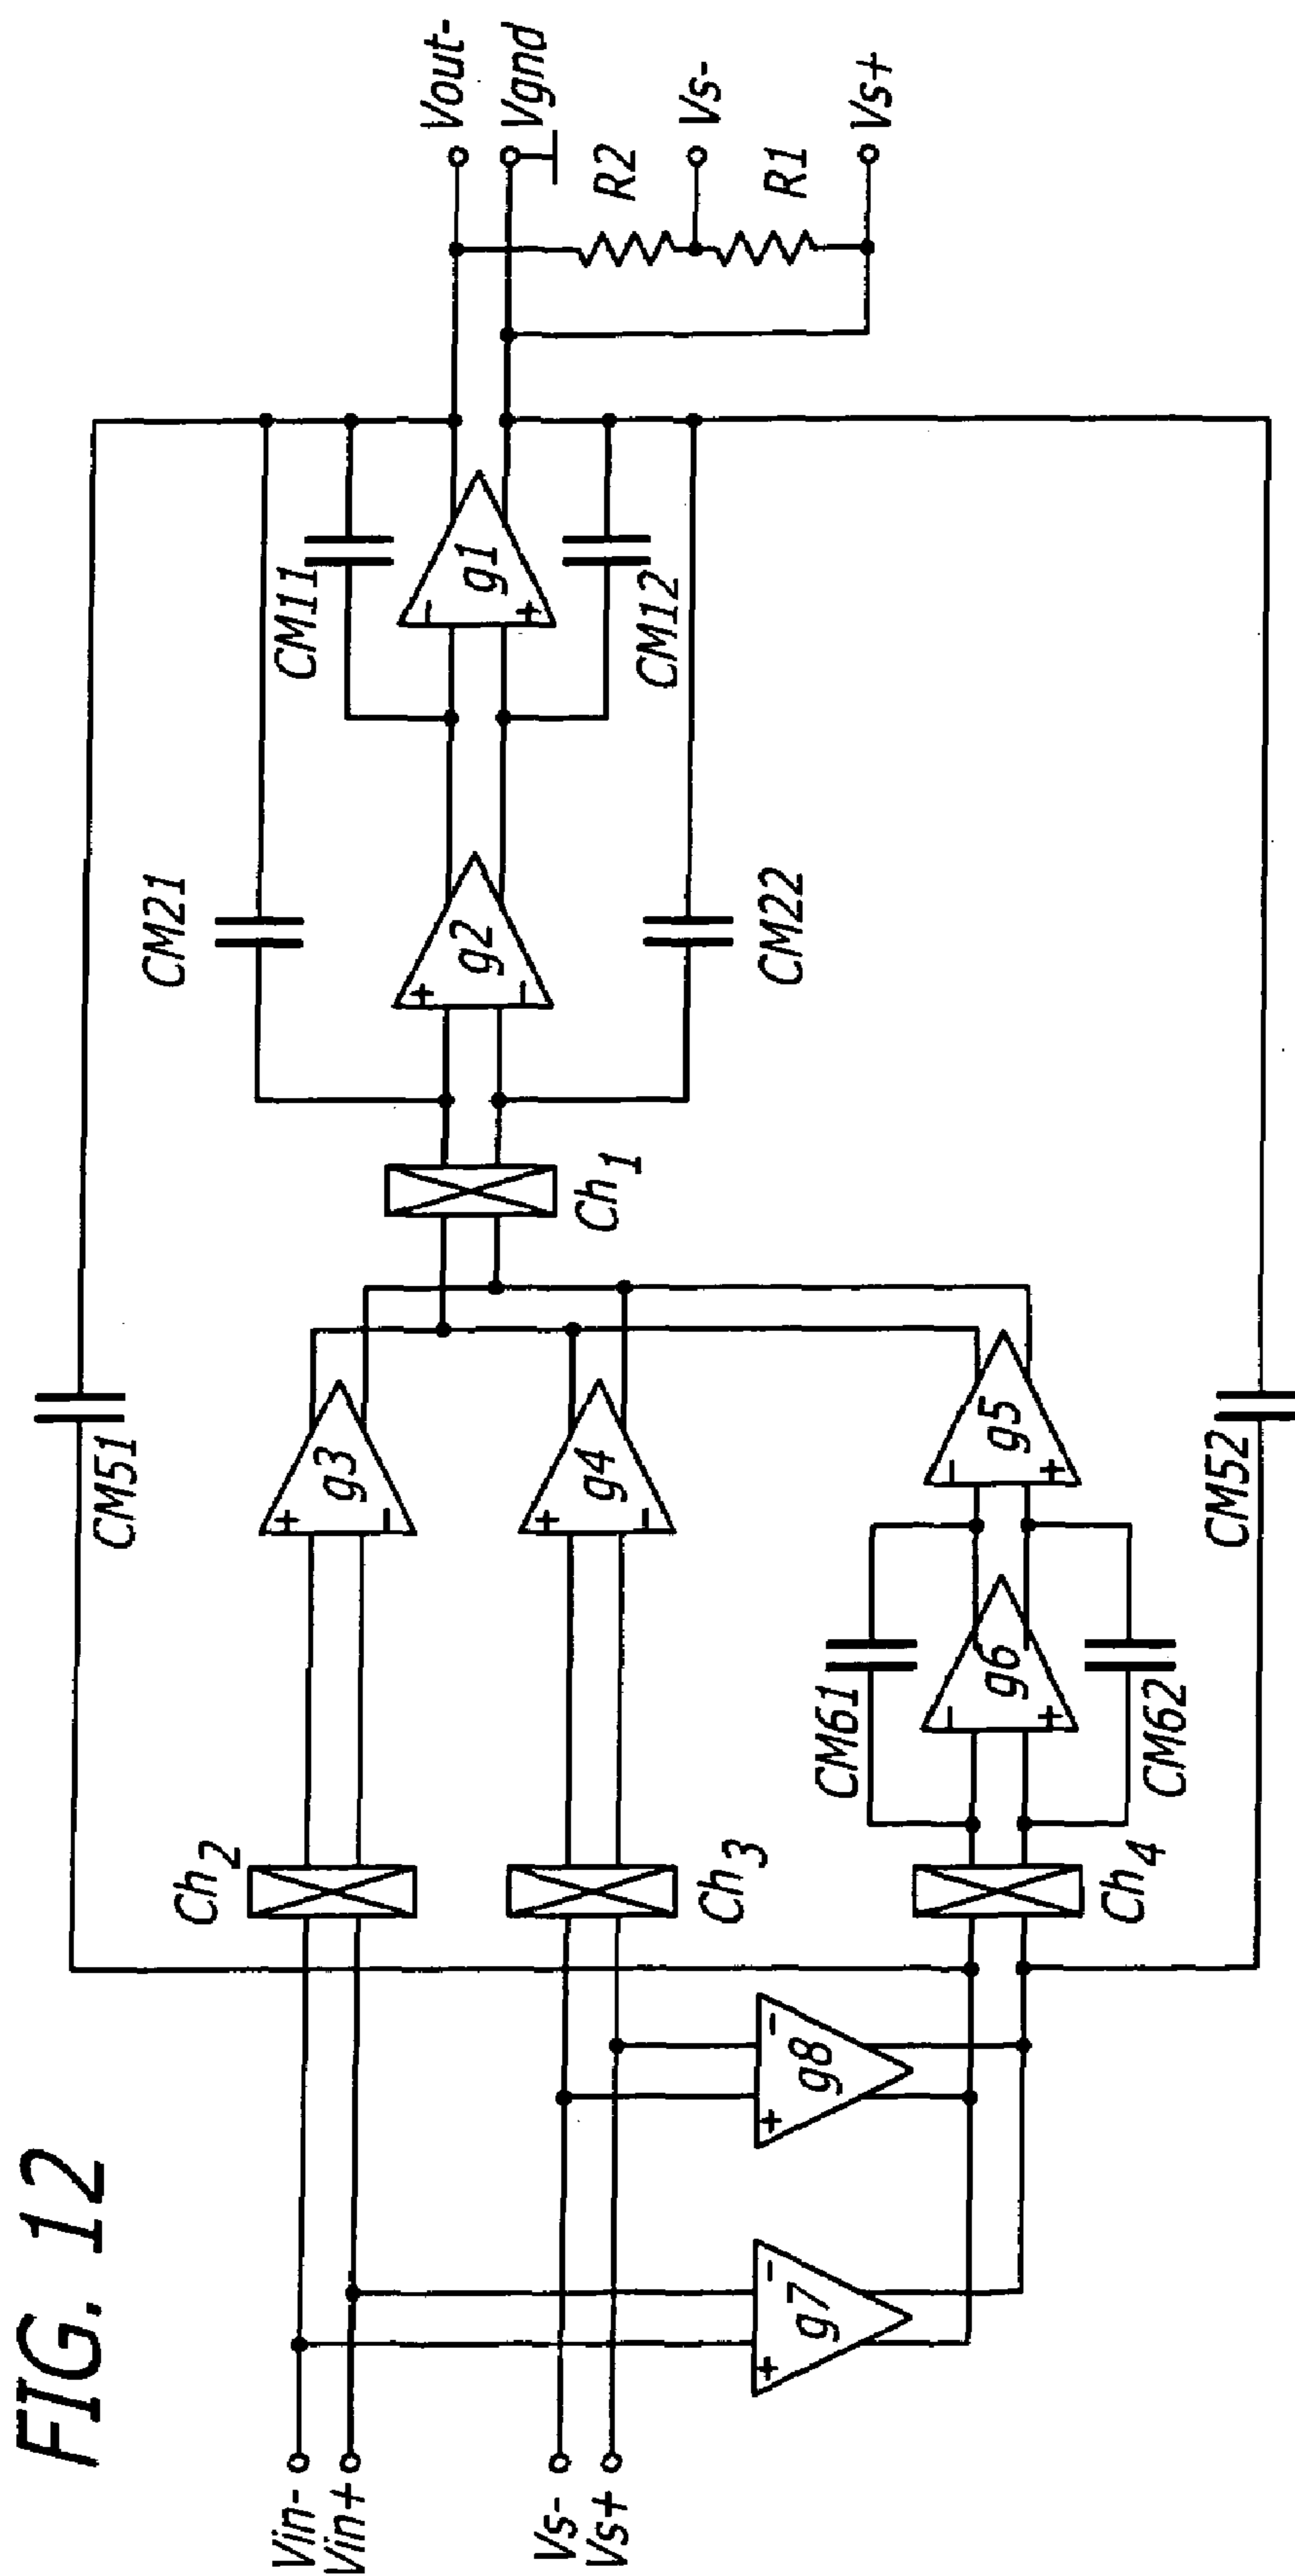 FIG. 12
CM51
CM21
CM11
Vout-
Vgnd
g1
g2
Ch1
CM12
CM22
R2
Vs-
R1
Vs+
Ch2
g3
+
-
g4
+
-
Ch3
Vin-
Vin+
Vs-
Vs+
g7
+
-
g8
+
-
CM61
g6
-
+
CM62
g5
-
+
Ch4
CM52
-
+
+
-